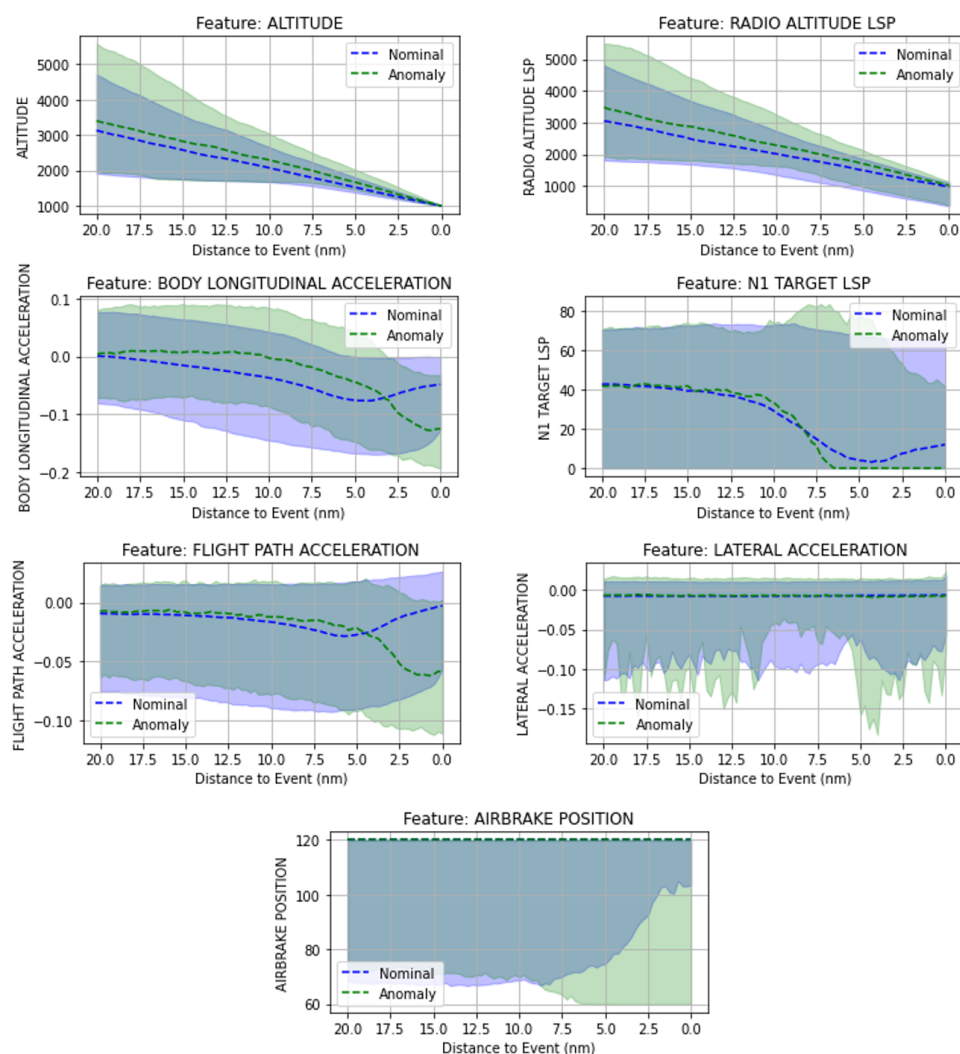 Feature: ALTITUDE
ALTITUDE
5000
4000
3000
2000
1000
Nominal
Anomaly
20.0 17.5 15.0 12.5 10.0 7.5 5.0 2.5 0.0
Distance to Event (nm)
Feature: RADIO ALTITUDE LSP
RADIO ALTITUDE LSP
5000
4000
3000
2000
1000
Nominal
Anomaly
20.0 17.5 15.0 12.5 10.0 7.5 5.0 2.5 0.0
Distance to Event (nm)
Feature: BODY LONGITUDINAL ACCELERATION
BODY LONGITUDINAL ACCELERATION
0.1
0.0
−0.1
−0.2
Nominal
Anomaly
20.0 17.5 15.0 12.5 10.0 7.5 5.0 2.5 0.0
Distance to Event (nm)
Feature: N1 TARGET LSP
N1 TARGET LSP
80
60
40
20
0
Nominal
Anomaly
20.0 17.5 15.0 12.5 10.0 7.5 5.0 2.5 0.0
Distance to Event (nm)
Feature: FLIGHT PATH ACCELERATION
FLIGHT PATH ACCELERATION
0.00
−0.05
−0.10
Nominal
Anomaly
20.0 17.5 15.0 12.5 10.0 7.5 5.0 2.5 0.0
Distance to Event (nm)
Feature: LATERAL ACCELERATION
LATERAL ACCELERATION
0.00
−0.05
−0.10
−0.15
Nominal
Anomaly
20.0 17.5 15.0 12.5 10.0 7.5 5.0 2.5 0.0
Distance to Event (nm)
Feature: AIRBRAKE POSITION
AIRBRAKE POSITION
120
100
80
60
Nominal
Anomaly
20.0 17.5 15.0 12.5 10.0 7.5 5.0 2.5 0.0
Distance to Event (nm)